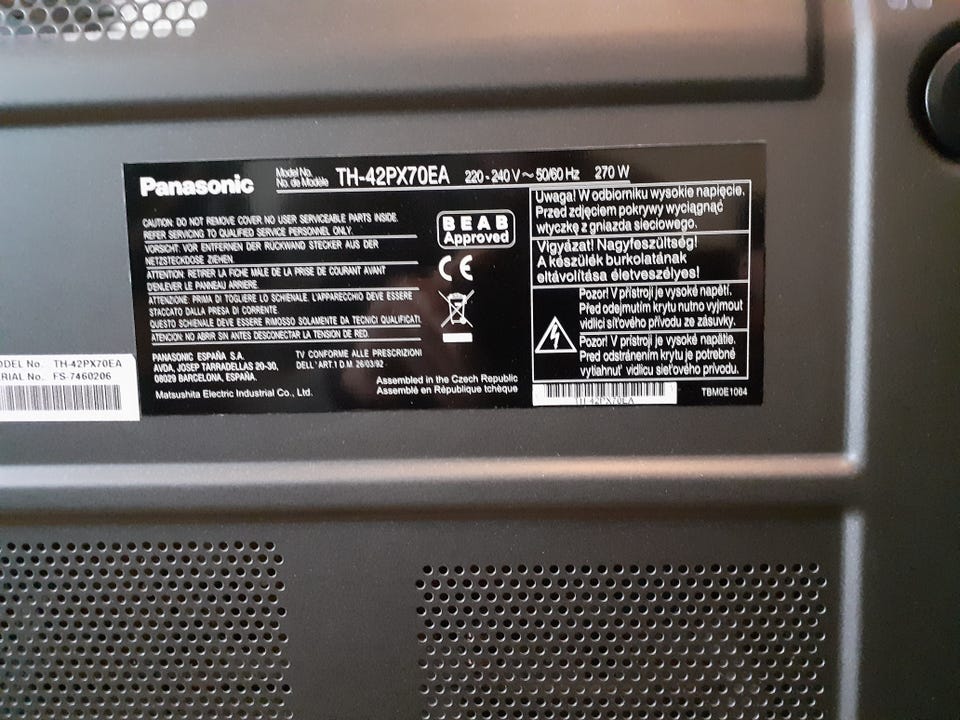 Panasonic
Model No.
No. de Modèle
TH-42PX70EA 220-240 V ~ 50/60 Hz 270 W
CAUTION: DO NOT REMOVE COVER. NO USER SERVICEABLE PARTS INSIDE.
REFER SERVICING TO QUALIFIED SERVICE PERSONNEL ONLY.
VORSICHT: VOR ENTFERNEN DER RÜCKWAND STECKER AUS DER
NETZSTECKDOSE ZIEHEN.
ATTENTION: RETIRER LA FICHE MALE DE LA PRISE DE COURANT AVANT
D'ENLEVER LE PANNEAU ARRIERE.
ATTENZIONE: PRIMA DI TOGLIERE LO SCHIENALE. L'APPARECCHIO DEVE ESSERE
STACCATO DALLA PRESA DI CORRENTE
QUESTO SCHIENALE DEVE ESSERE RIMOSSO SOLAMENTE DA TECNICI QUALIFICATI.
ATENCION: NO ABRIR SIN ANTES DESCONECTAR LA TENSION DE RED.
PANASONIC ESPAÑA S.A.
AVDA, JOSEP TARRADELLAS 20-30,
08029 BARCELONA, ESPAÑA.
TV CONFORME ALLE PRESCRIZIONI
DELL' ART.1 D.M. 26/03/92
Matsushita Electric Industrial Co., Ltd.
Assembled in the Czech Republic
Assemblé en République tchèque
BEAB
Approved
CE
Uwaga! W odbiorniku wysokie napięcie.
Przed zdjęciem pokrywy wyciągnąć
wtyczkę z gniazda sieciowego.
Vigyázat! Nagyfeszültség!
A készülék burkolatának
eltávolítása életveszélyes!
Pozor! V přístroji je vysoké napětí.
Před odejmutím krytu nutno vyjmout
vidlici síťového přívodu ze zásuvky.
Pozor! V prístroji je vysoké napätie.
Pred odstránením krytu je potrebné
vytiahnuť vidlicu sieťového prívodu.
TH-42PX70EA
TBM0E1064
ODEL No. TH-42PX70EA
ERIAL No. FS-7460206